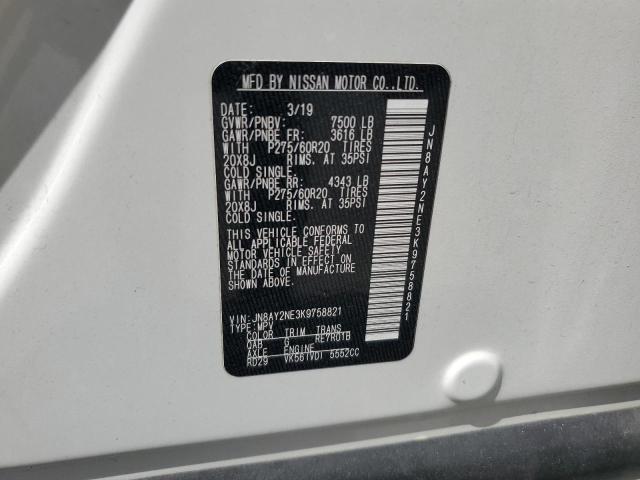 MFD BY NISSAN MOTOR CO.,LTD.
DATE: 3/19
GVWR/PNBV: 7500 LB
GAWR/PNBE FR: 3616 LB
WITH P275/60R20 TIRES
20X8J RIMS. AT 35PSI
COLD SINGLE.
GAWR/PNBE RR: 4343 LB
WITH P275/60R20 TIRES
20X8J RIMS. AT 35PSI
COLD SINGLE.
THIS VEHICLE CONFORMS TO
ALL APPLICABLE FEDERAL
MOTOR VEHICLE SAFETY
STANDARDS IN EFFECT ON
THE DATE OF MANUFACTURE
SHOWN ABOVE.
VIN: JN8AY2NE3K9758821
TYPE: MPV
COLOR TRIM TRANS
QAB G RE7R01B
AXLE ENGINE
RD29 VK56(VD) 5552CC
JN8AY2NE3K9758821